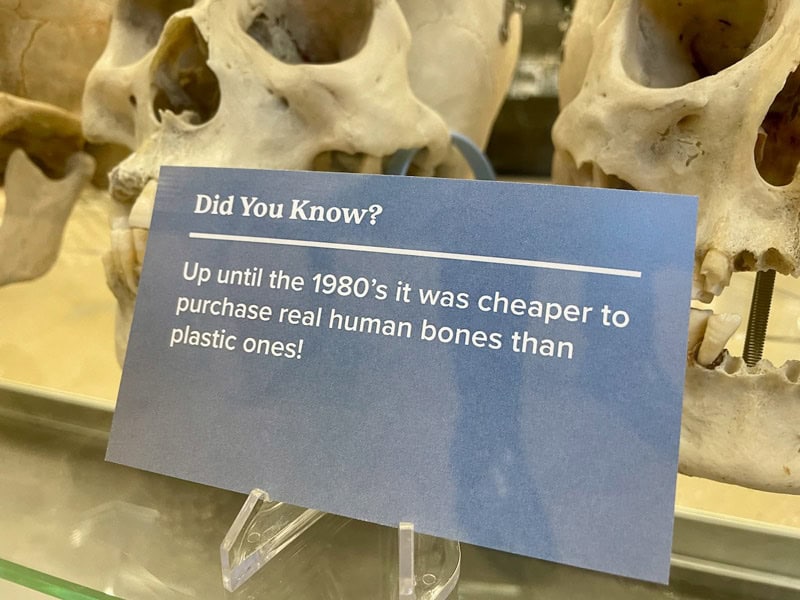 Did You Know?
Up until the 1980's it was cheaper to
purchase real human bones than
plastic ones!